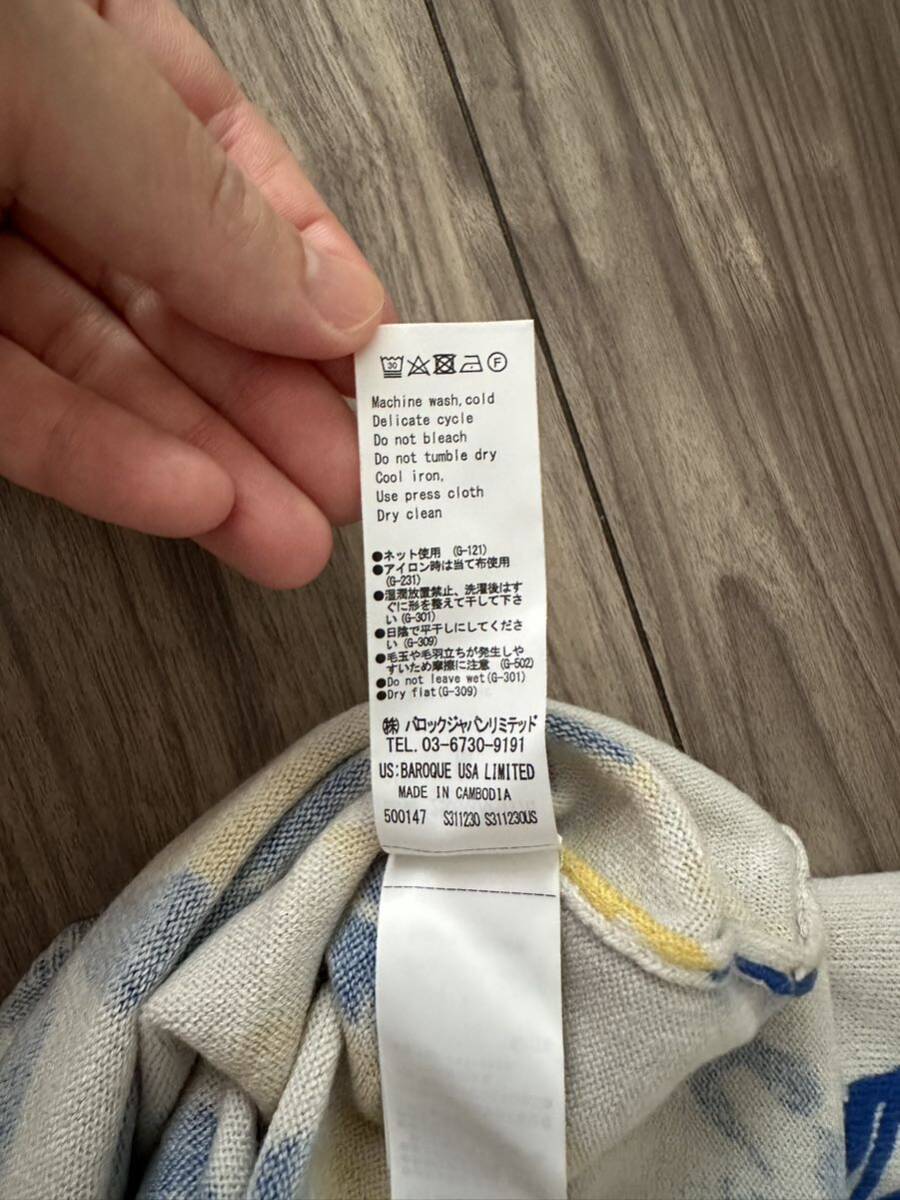 30 F
Machine wash,cold
Delicate cycle
Do not bleach
Do not tumble dry
Cool iron,
Use press cloth
Dry clean
●ネット使用 (G-121)
●アイロン時は当て布使用
(G-231)
●湿潤放置禁止、洗濯後はす
ぐに形を整えて干して下さ
い (G-301)
●日陰で平干しにしてくださ
い (G-309)
●毛玉や毛羽立ちが発生しや
すいため摩擦に注意 (G-502)
●Do not leave wet(G-301)
●Dry flat(G-309)
㈱ バロックジャパンリミテッド
TEL. 03-6730-9191
US:BAROQUE USA LIMITED
MADE IN CAMBODIA
500147 S311230 S311230US